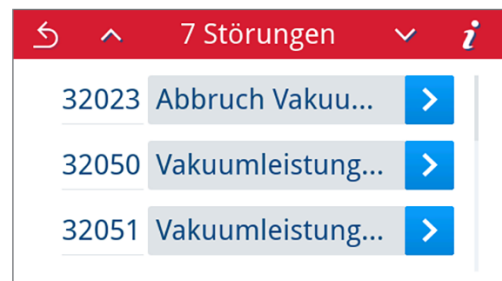 7 Störungen i
32023 Abbruch Vakuu...
32050 Vakuumleistung...
32051 Vakuumleistung...